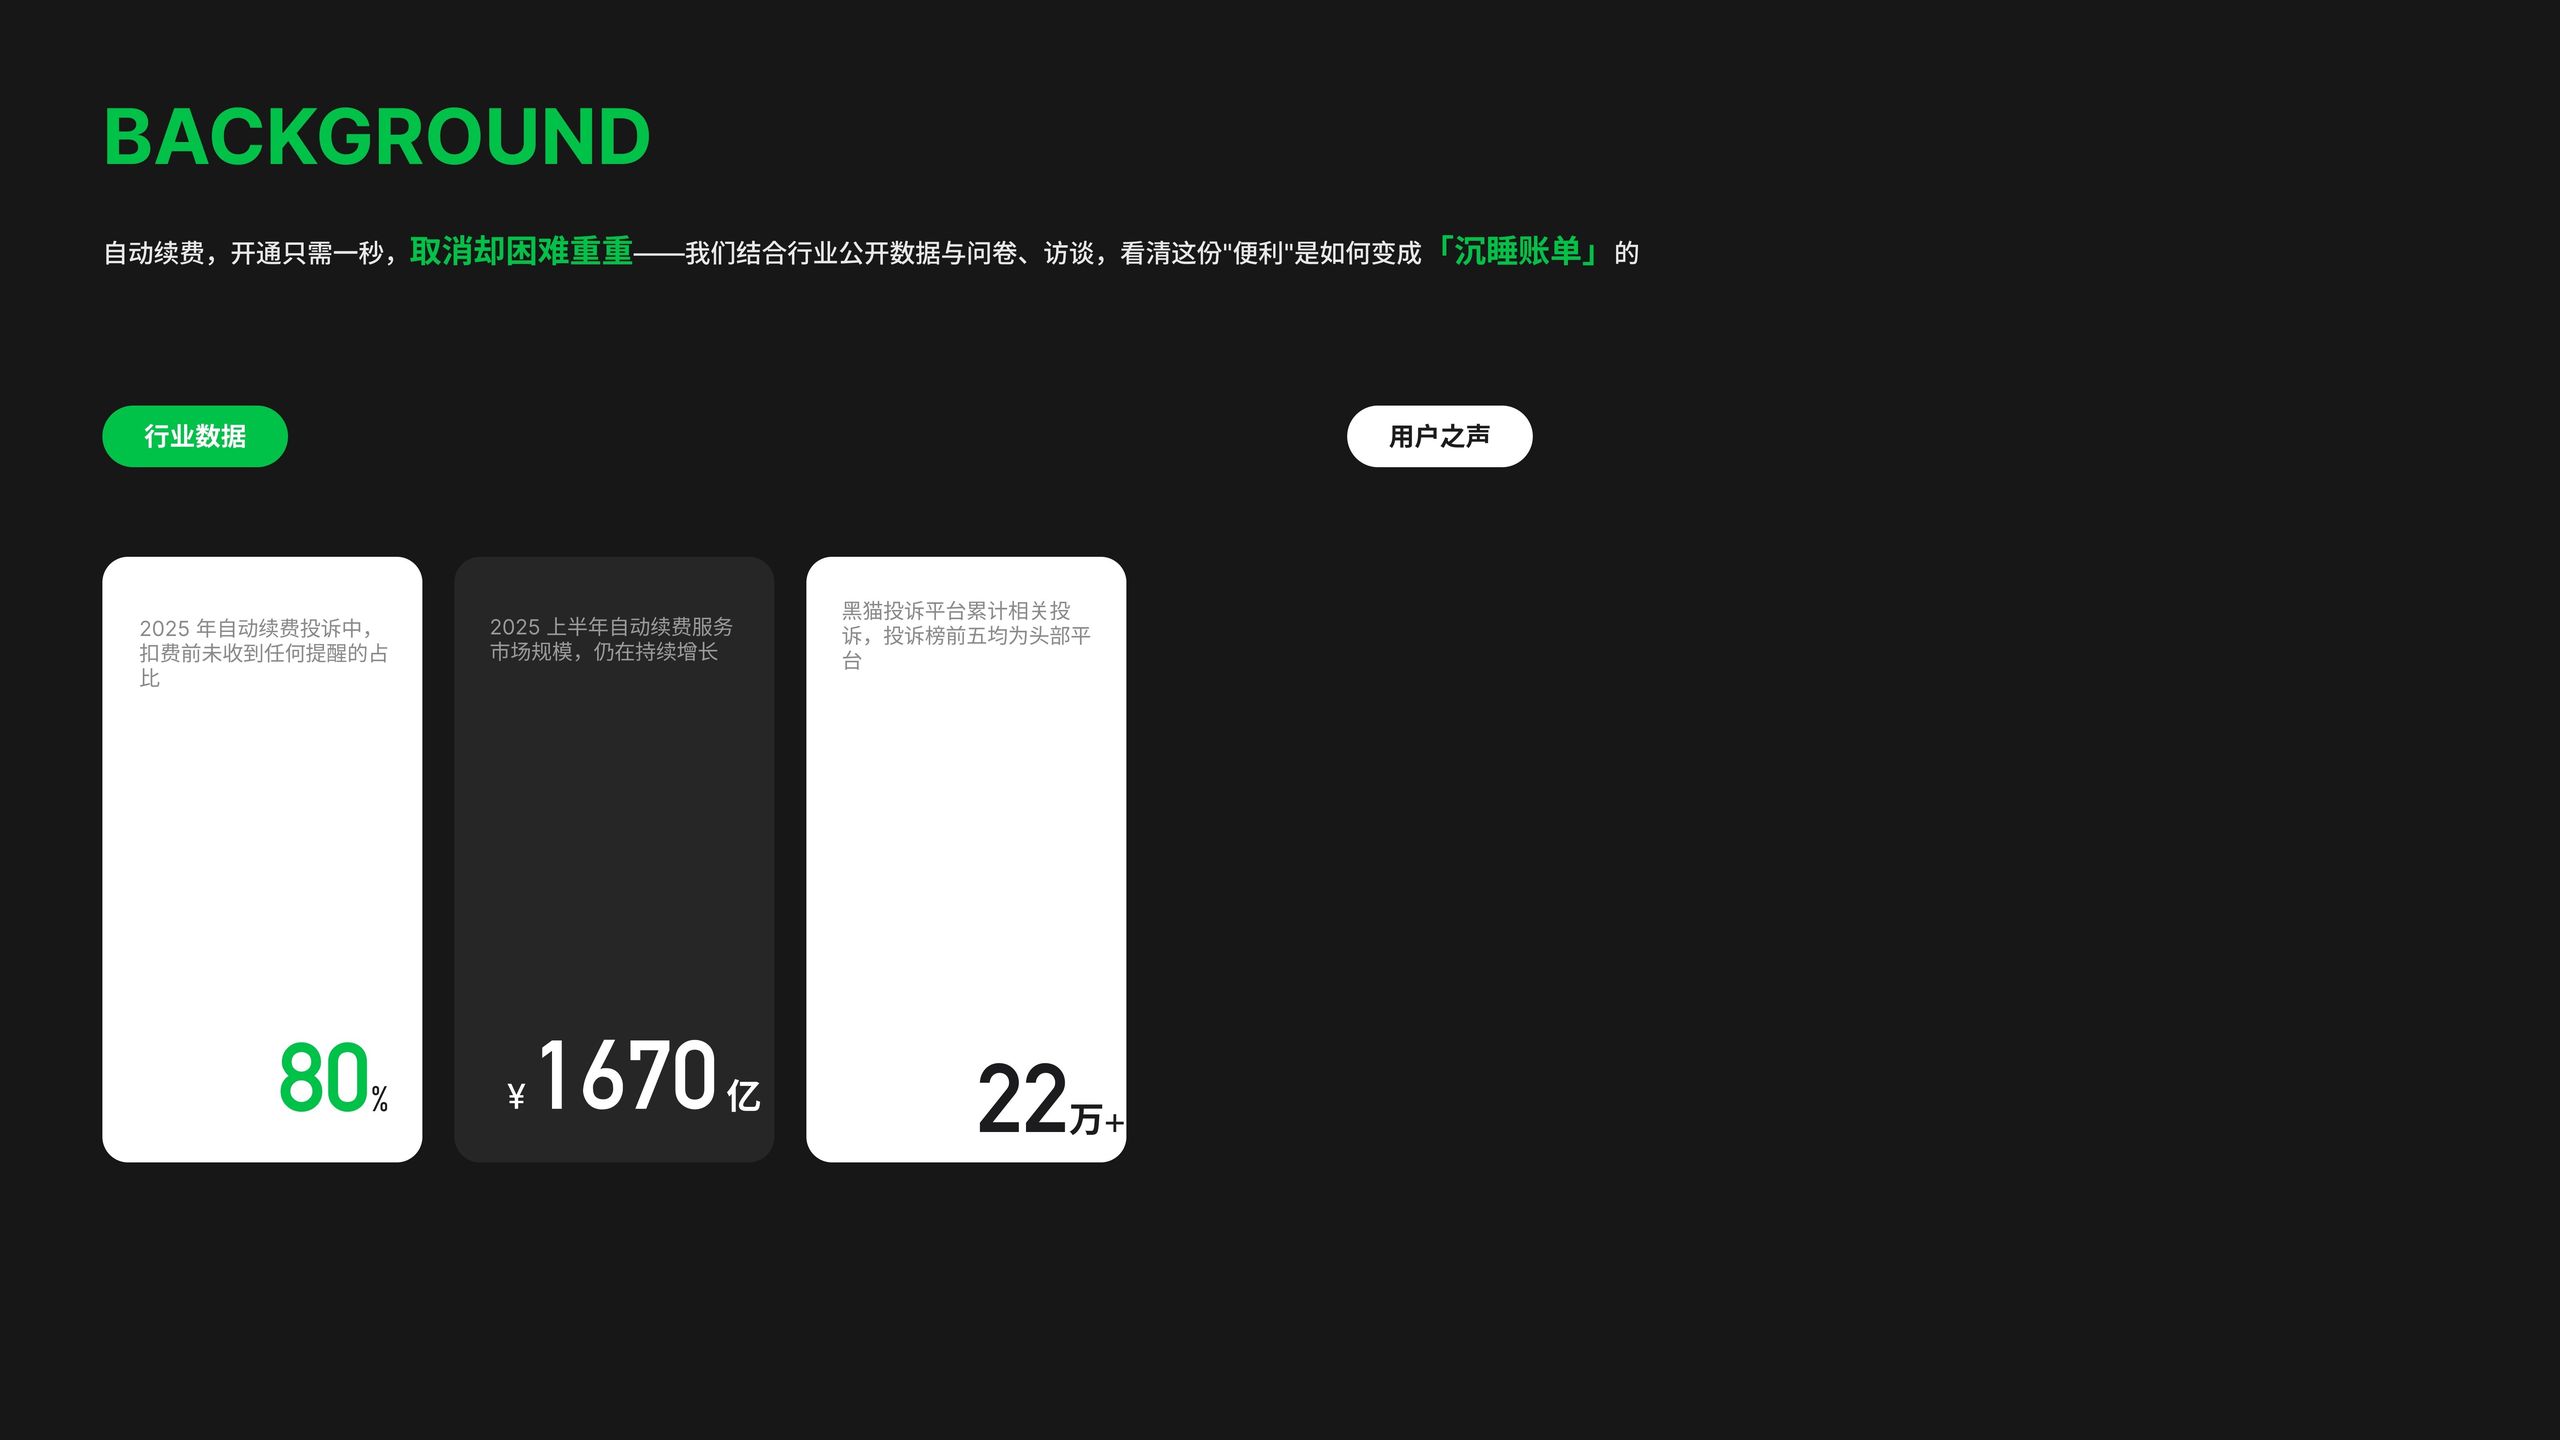 BACKGROUND
自动续费，开通只需一秒，取消却困难重重——我们结合行业公开数据与问卷、访谈，看清这份"便利"是如何变成「沉睡账单」的
行业数据
用户之声
2025 年自动续费投诉中，
扣费前未收到任何提醒的占
比
80%
2025 上半年自动续费服务
市场规模，仍在持续增长
¥1670亿
黑猫投诉平台累计相关投
诉，投诉榜前五均为头部平
台
22万+